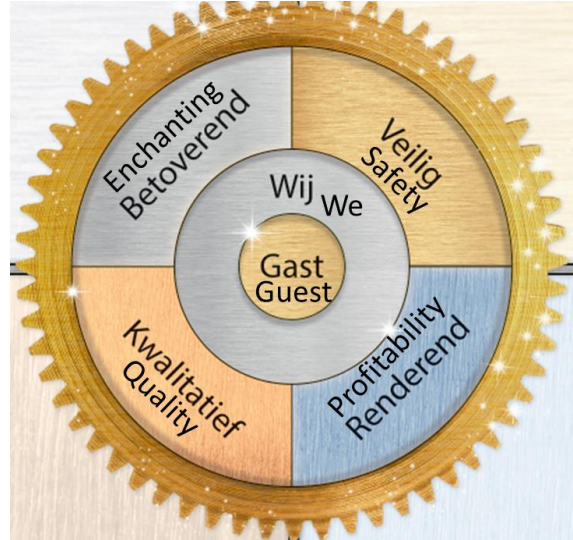 Enchanting
Betoverend
Veilig
Safety
Wij
We
Gast
Guest
Kwalitatief
Quality
Profitability
Renderend